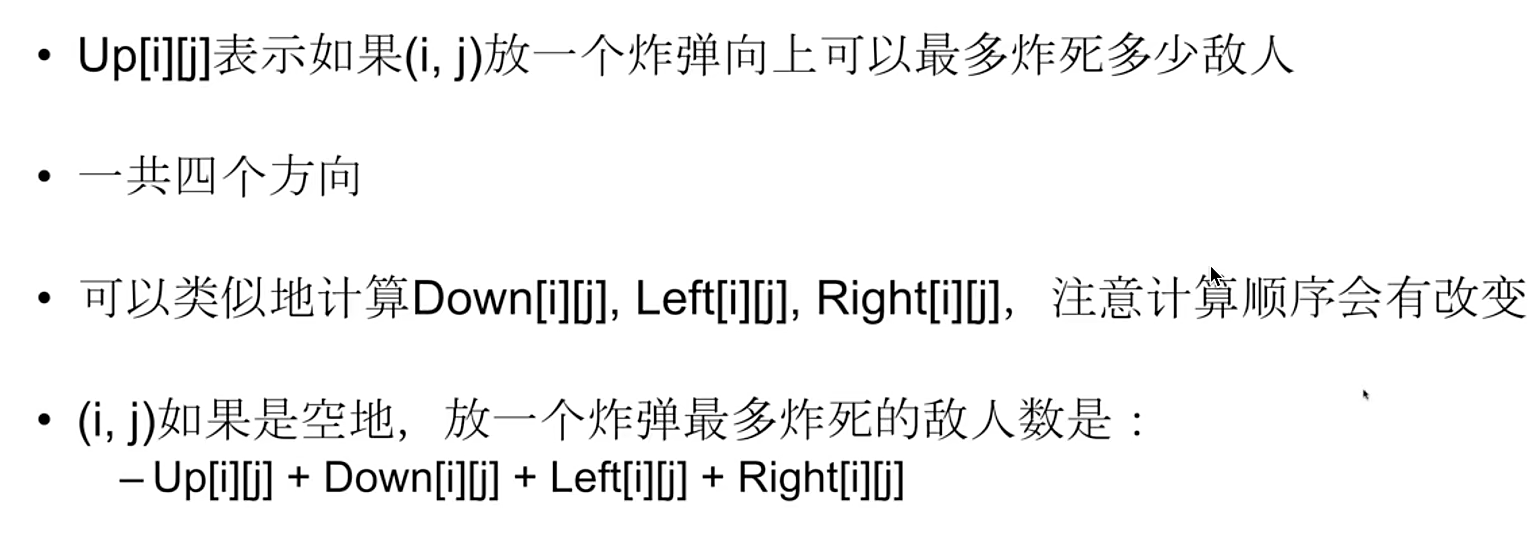 • Up[i][j]表示如果(i, j)放一个炸弹向上可以最多炸死多少敌人
• 一共四个方向
• 可以类似地计算Down[i][j], Left[i][j], Right[i][j]，注意计算顺序会有改变
• (i, j)如果是空地，放一个炸弹最多炸死的敌人数是：
– Up[i][j] + Down[i][j] + Left[i][j] + Right[i][j]